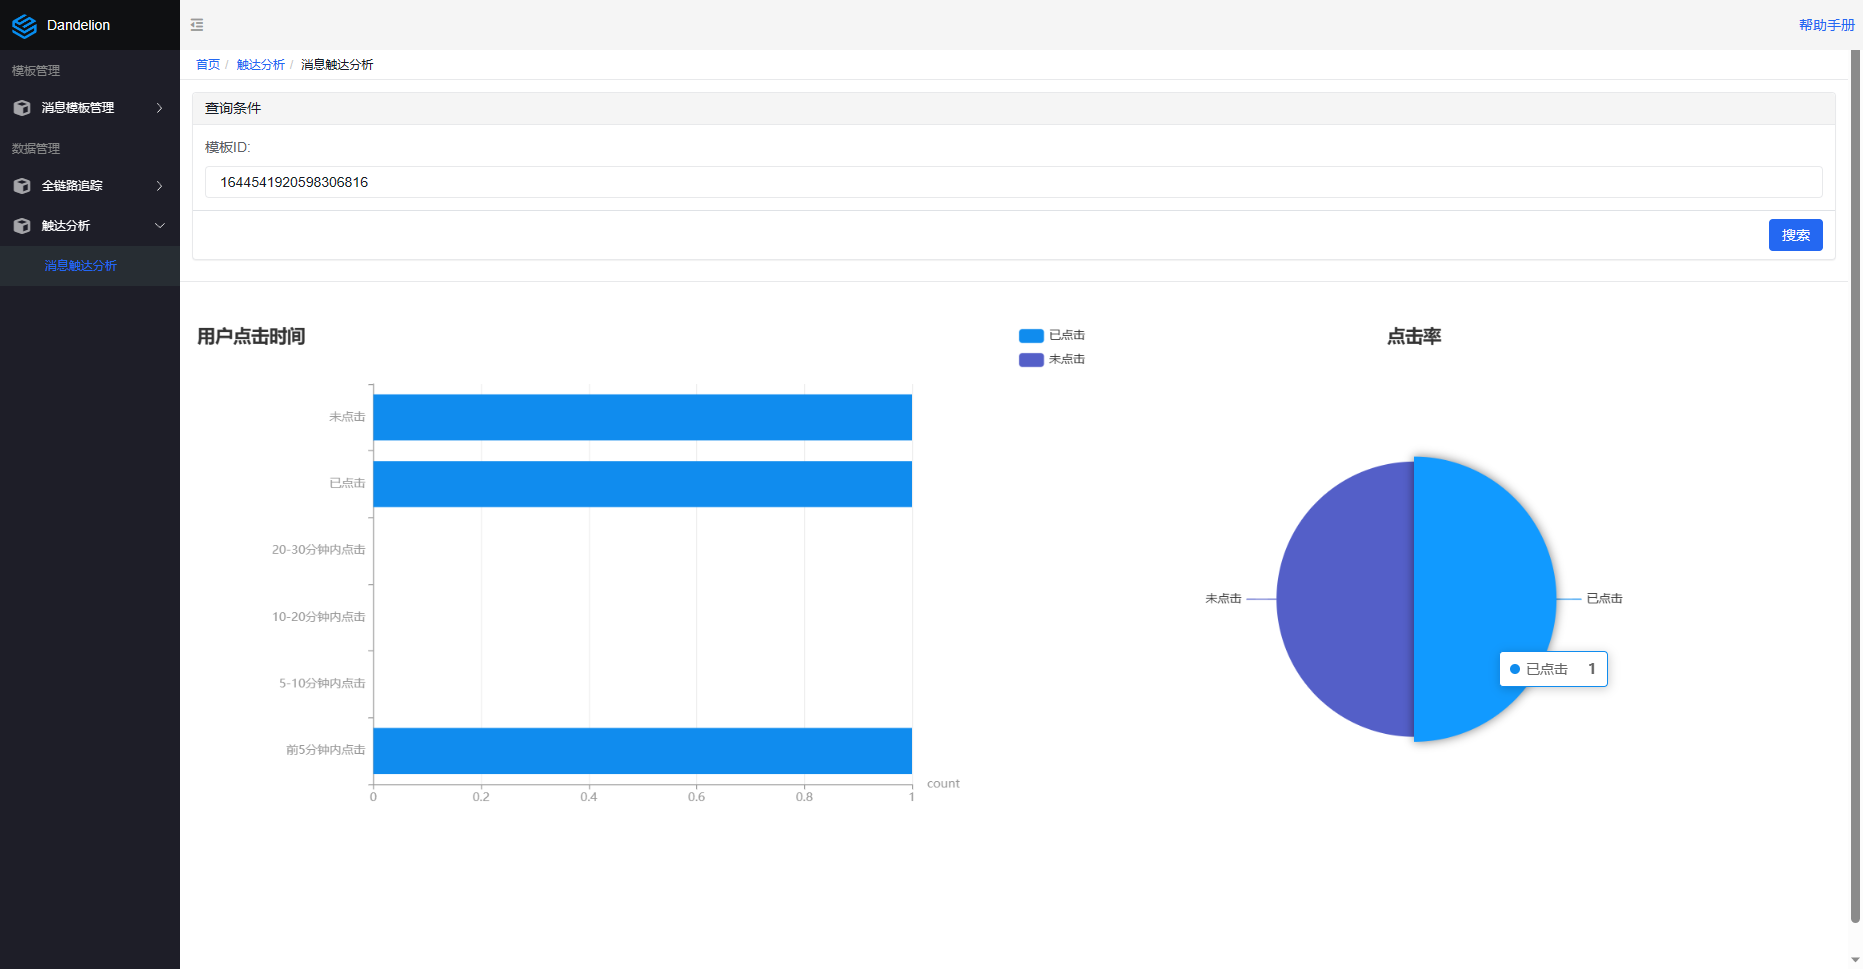 Dandelion
帮助手册
模板管理
消息模板管理
数据管理
全链路追踪
触达分析
消息触达分析
首页 / 触达分析 / 消息触达分析
查询条件
模板ID:
1644541920598306816
搜索
用户点击时间
未点击
已点击
20-30分钟内点击
10-20分钟内点击
5-10分钟内点击
前5分钟内点击
0 0.2 0.4 0.6 0.8 1
count
已点击
未点击
点击率
未点击
已点击
已点击 1